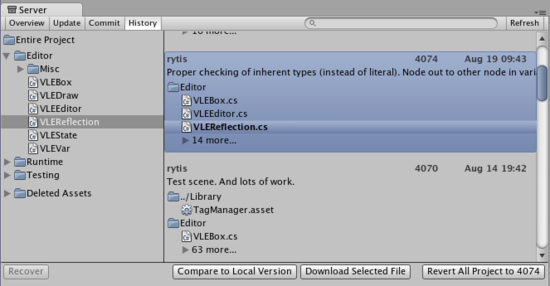 Server
Overview Update Commit History Refresh
Entire Project
Editor
Misc
VLEBox
VLEDraw
VLEEditor
VLEReflection
VLEState
VLEVar
Runtime
Testing
Deleted Assets
more...
rytis 4074 Aug 19 09:43
Proper checking of inherent types (instead of literal). Node out to other node in vari
Editor
VLEBox.cs
VLEEditor.cs
VLEReflection.cs
14 more...
rytis 4070 Aug 14 19:42
Test scene. And lots of work.
../Library
TagManager.asset
Editor
VLEBox.cs
63 more...
Recover Compare to Local Version Download Selected File Revert All Project to 4074